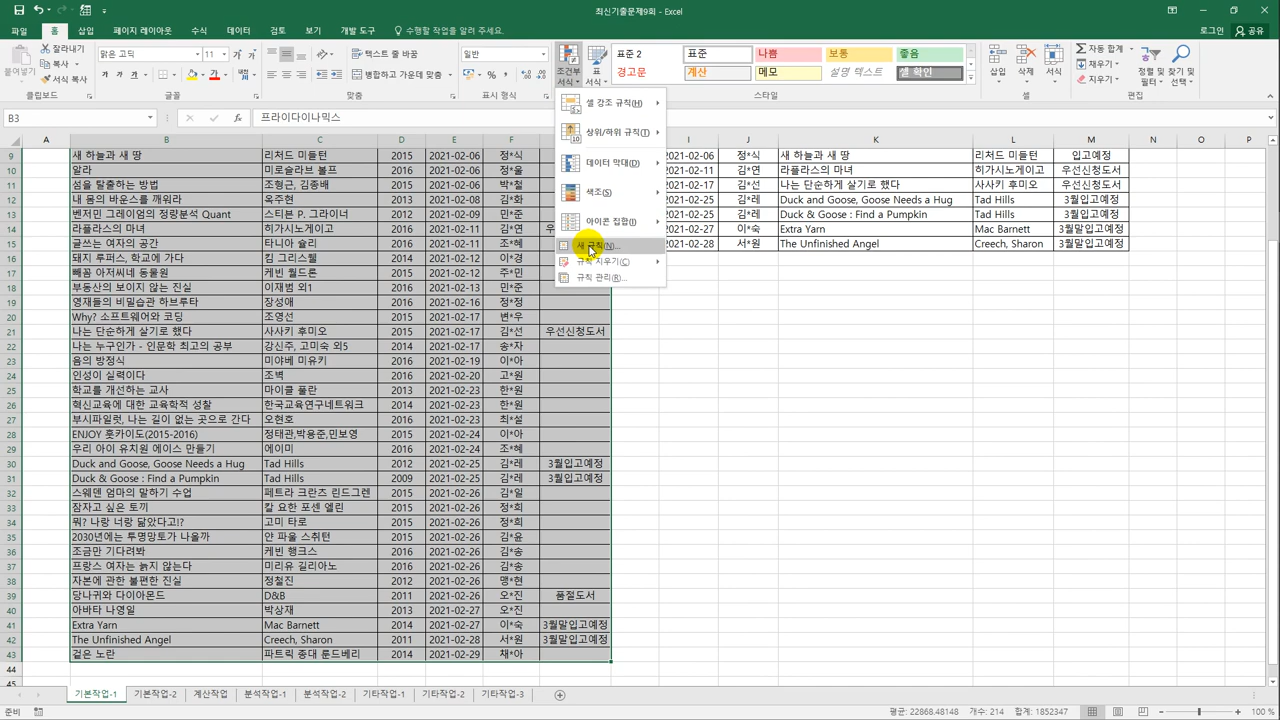 최신기출문제9회 - Excel
파일 홈 삽입 페이지 레이아웃 수식 데이터 검토 보기 개발 도구 수행할 작업을 알려 주세요. 로그인 공유
붙여넣기 잘라내기 복사 서식 복사 클립보드
맑은 고딕 11 글꼴
텍스트 줄 바꿈 병합하고 가운데 맞춤 맞춤
일반 표시 형식
조건부 서식 표 서식 표준 2 표준 나쁨 보통 좋음
경고문 계산 메모 설명 텍스트 셀 확인 스타일
삽입 삭제 서식 셀
자동 합계 채우기 지우기 정렬 및 필터 찾기 및 선택 편집
B3 fx 프라이다이나믹스
셀 강조 규칙(H)
상위/하위 규칙(T)
데이터 막대(D)
색조(S)
아이콘 집합(I)
새 규칙(N)...
규칙 지우기(C)
규칙 관리(R)...
A B C D E F I J K L M N O P
9 새 하늘과 새 땅 리처드 미들턴 2015 2021-02-06 정*식 2021-02-06 정*식 새 하늘과 새 땅 리처드 미들턴 입고예정
10 알라 미로슬라브 볼프 2016 2021-02-06 정*울 2021-02-11 김*연 라플라스의 마녀 히가시노게이고 우선신청도서
11 섬을 탈출하는 방법 조형근, 김종배 2015 2021-02-06 박*철 2021-02-17 김*선 나는 단순하게 살기로 했다 사사키 후미오 우선신청도서
12 내 몸의 바운스를 깨워라 옥주현 2013 2021-02-08 김*화 2021-02-25 김*레 Duck and Goose, Goose Needs a Hug Tad Hills 3월입고예정
13 벤저민 그레이엄의 정량분석 Quant 스티븐 P. 그라이너 2012 2021-02-09 민*준 2021-02-25 김*레 Duck & Goose : Find a Pumpkin Tad Hills 3월입고예정
14 라플라스의 마녀 히가시노게이고 2016 2021-02-11 김*연 우 2021-02-27 이*숙 Extra Yarn Mac Barnett 3월말입고예정
15 글쓰는 여자의 공간 타니아 슐리 2016 2021-02-11 조*혜 2021-02-28 서*원 The Unfinished Angel Creech, Sharon 3월말입고예정
16 돼지 루퍼스, 학교에 가다 킴 그리스웰 2014 2021-02-12 이*경
17 빼꼼 아저씨네 동물원 케빈 월드론 2015 2021-02-12 주*민
18 부동산의 보이지 않는 진실 이재범 외1 2016 2021-02-13 민*준
19 영재들의 비밀습관 하브루타 장성애 2016 2021-02-16 정*정
20 Why? 소프트웨어와 코딩 조영선 2015 2021-02-17 변*우
21 나는 단순하게 살기로 했다 사사키 후미오 2015 2021-02-17 김*선 우선신청도서
22 나는 누구인가 - 인문학 최고의 공부 강신주, 고미숙 외5 2014 2021-02-17 송*자
23 음의 방정식 미야베 미유키 2016 2021-02-19 이*아
24 인성이 실력이다 조벽 2016 2021-02-20 고*원
25 학교를 개선하는 교사 마이클 풀란 2013 2021-02-23 한*원
26 혁신교육에 대한 교육학적 성찰 한국교육연구네트워크 2014 2021-02-23 한*원
27 부시파일럿, 나는 길이 없는 곳으로 간다 오현호 2016 2021-02-23 최*설
28 ENJOY 홋카이도(2015-2016) 정태관,박용준,민보영 2015 2021-02-24 이*아
29 우리 아이 유치원 에이스 만들기 에이미 2016 2021-02-24 조*혜
30 Duck and Goose, Goose Needs a Hug Tad Hills 2012 2021-02-25 김*레 3월입고예정
31 Duck & Goose : Find a Pumpkin Tad Hills 2009 2021-02-25 김*레 3월입고예정
32 스웨덴 엄마의 말하기 수업 페트라 크란츠 린드그렌 2015 2021-02-26 김*일
33 잠자고 싶은 토끼 칼 요한 포셴 엘린 2015 2021-02-26 정*희
34 뭐? 나랑 너랑 닮았다고!? 고미 타로 2015 2021-02-26 정*희
35 2030년에는 투명망토가 나올까 얀 파울 스취턴 2015 2021-02-26 김*윤
36 조금만 기다려봐 케빈 행크스 2016 2021-02-26 김*송
37 프랑스 여자는 늙지 않는다 미리유 길리아노 2016 2021-02-26 김*송
38 자본에 관한 불편한 진실 정철진 2012 2021-02-26 맹*현
39 당나귀와 다이아몬드 D&B 2011 2021-02-26 오*진 품절도서
40 아바타 나영일 박상재 2013 2021-02-27 오*진
41 Extra Yarn Mac Barnett 2014 2021-02-27 이*숙 3월말입고예정
42 The Unfinished Angel Creech, Sharon 2011 2021-02-28 서*원 3월말입고예정
43 겉은 노란 파트릭 종대 룬드베리 2014 2021-02-29 채*아
44
45
기본작업-1 기본작업-2 계산작업 분석작업-1 분석작업-2 기타작업-1 기타작업-2 기타작업-3
준비 평균: 22868.48148 개수: 214 합계: 1852347 100 %